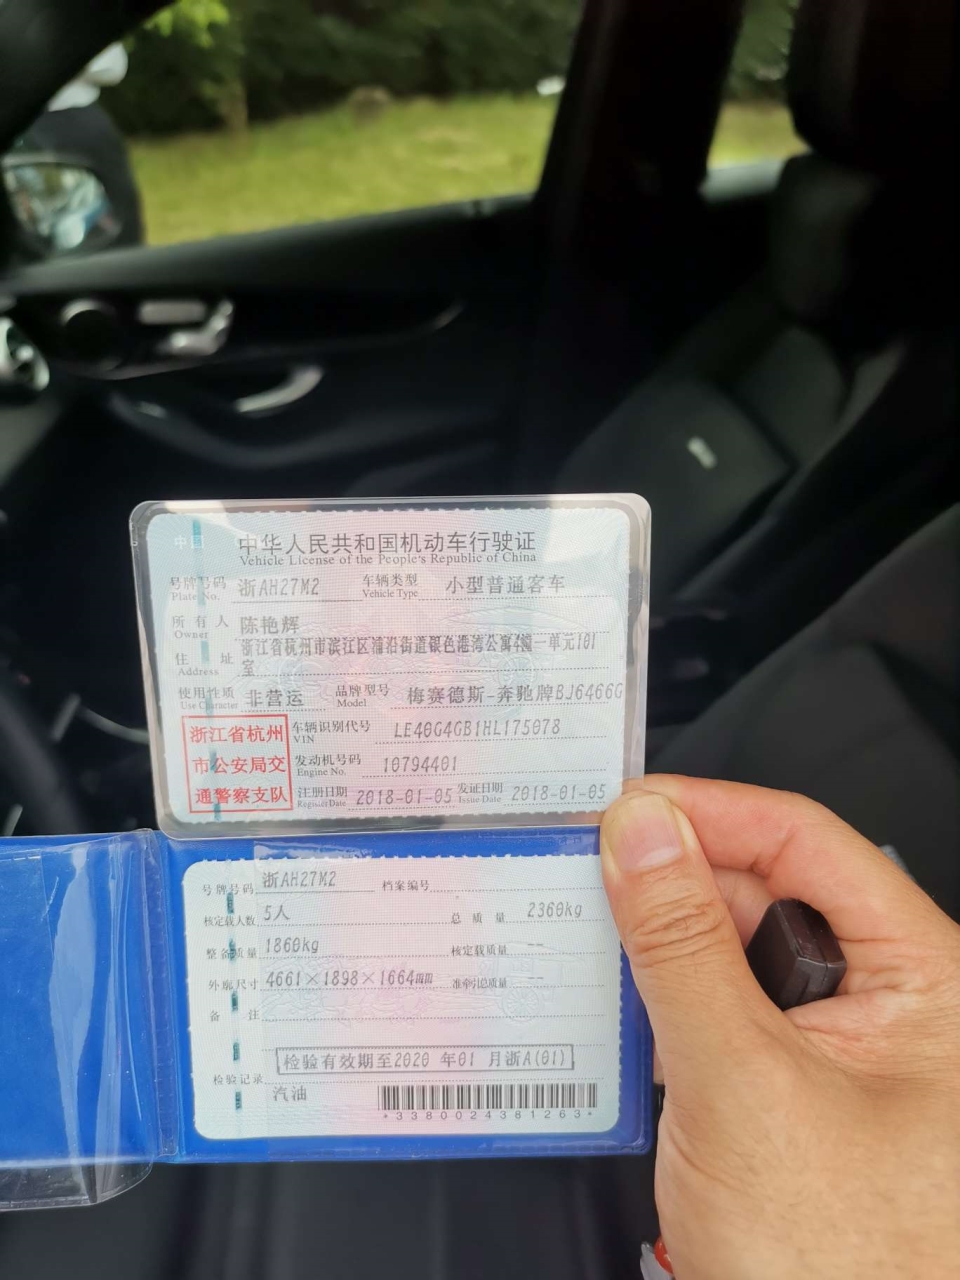 中国
中华人民共和国机动车行驶证
Vehicle License of the People's Republic of China
号牌号码 Plate No. 浙AH27M2 车辆类型 Vehicle Type 小型普通客车
所有人 Owner 陈艳辉
住址 Address 浙江省杭州市滨江区浦沿街道银色港湾公寓4幢一单元101
室
使用性质 Use Character 非营运 品牌型号 Model 梅赛德斯-奔驰牌BJ6466G
浙江省杭州
市公安局交
通警察支队
车辆识别代号 VIN LE40G4GB1HL175078
发动机号码 Engine No. 10794401
注册日期 Register Date 2018-01-05 发证日期 Issue Date 2018-01-05
号牌号码 浙AH27M2 档案编号
核定载人数 5人 总质量 2360kg
整备质量 1860kg 核定载质量 --
外廓尺寸 4661×1898×1664mm 准牵引总质量 --
备注
检验有效期至2020 年01 月浙A(01)
检验记录
汽油
*3380024381263*